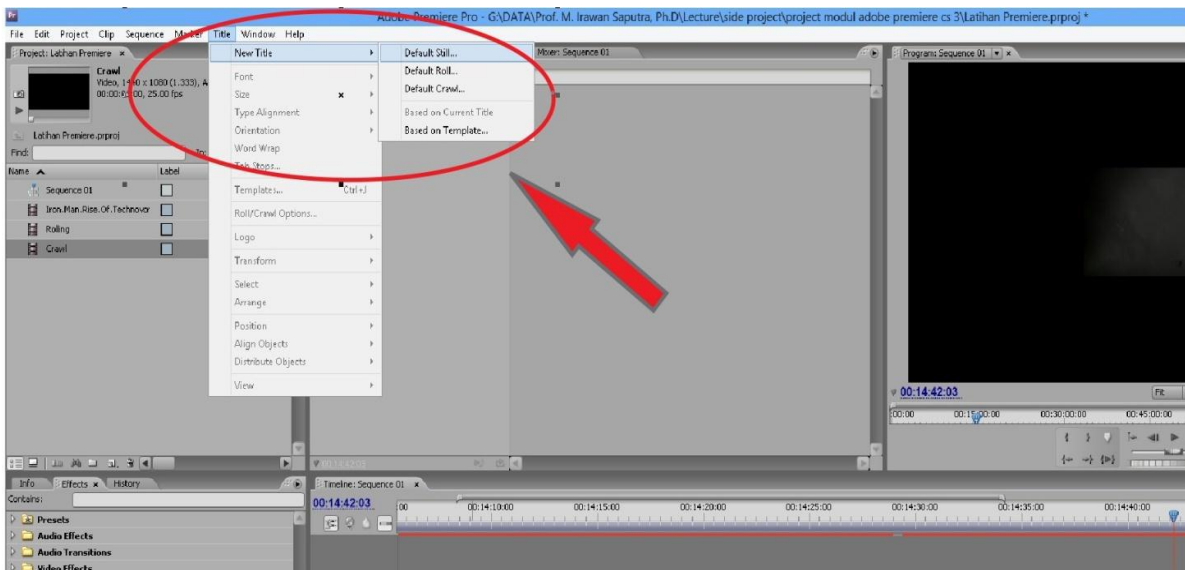 Adobe Premiere Pro - G:\DATA\Prof. M. Irawan Saputra, Ph.D\Lecture\side project\project modul adobe premiere cs 3\Latihan Premiere.prproj *
File Edit Project Clip Sequence Marker Title Window Help
Project: Latihan Premiere
Crawl
Video, 1440 x 1080 (1.333), A
00:00:05:00, 25.00 fps
Latihan Premiere.prproj
Find:
In:
Name Label
Sequence 01
Iron.Man.Rise.Of.Technovor
Roling
Crawl
New Title
Font
Size
Type Alignment
Orientation
Word Wrap
Tab Stops...
Templates... Ctrl+J
Roll/Crawl Options...
Logo
Transform
Select
Arrange
Position
Align Objects
Distribute Objects
View
Default Still...
Default Roll...
Default Crawl...
Based on Current Title
Based on Template...
Mixer: Sequence 01
Program: Sequence 01
00:14:42:03
Fit
00:00 00:15:00:00 00:30:00:00 00:45:00:00
Info Effects History
Contains:
Presets
Audio Effects
Audio Transitions
Video Effects
Timeline: Sequence 01
00:14:42:03
:00 00:14:10:00 00:14:15:00 00:14:20:00 00:14:25:00 00:14:30:00 00:14:35:00 00:14:40:00